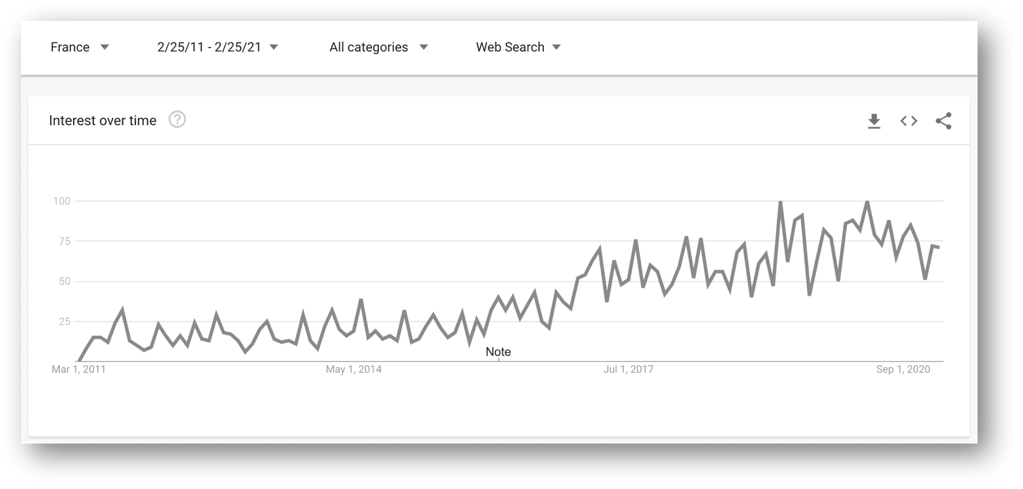 France 2/25/11 - 2/25/21 All categories Web Search
Interest over time ?
100
75
50
25
Note
Mar 1, 2011 May 1, 2014 Jul 1, 2017 Sep 1, 2020